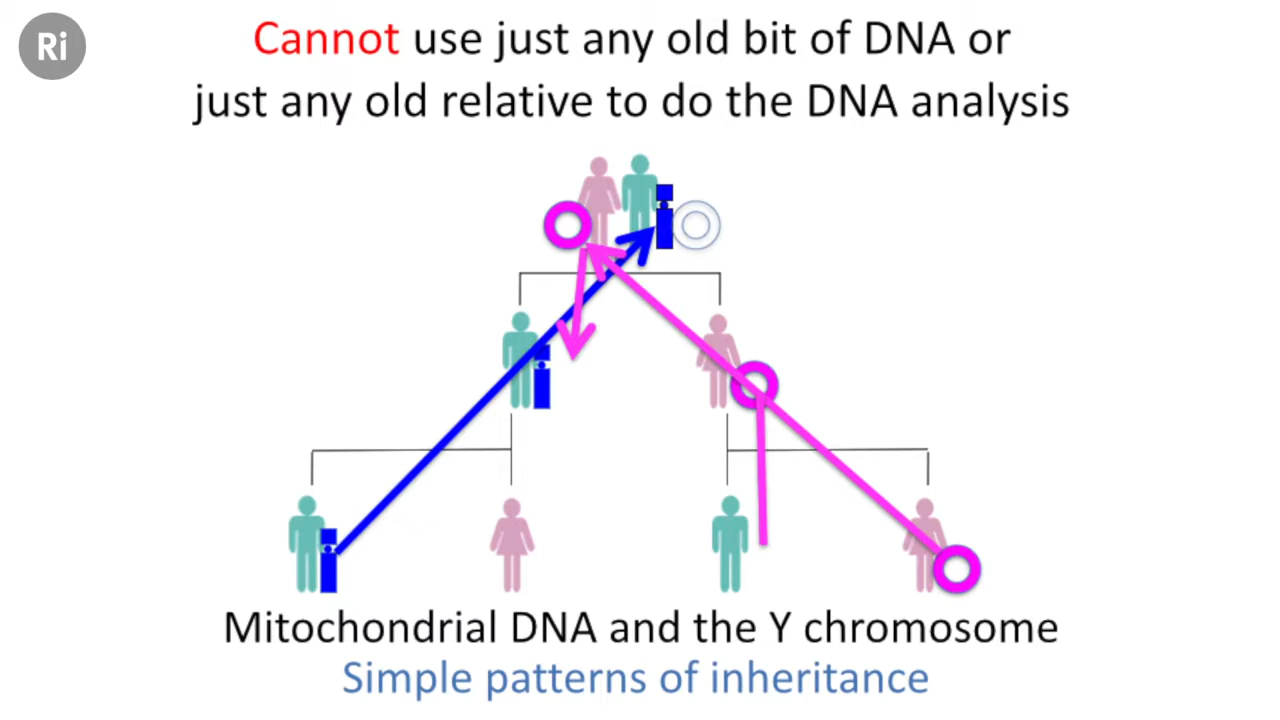 Ri
Cannot use just any old bit of DNA or
just any old relative to do the DNA analysis
Mitochondrial DNA and the Y chromosome
Simple patterns of inheritance